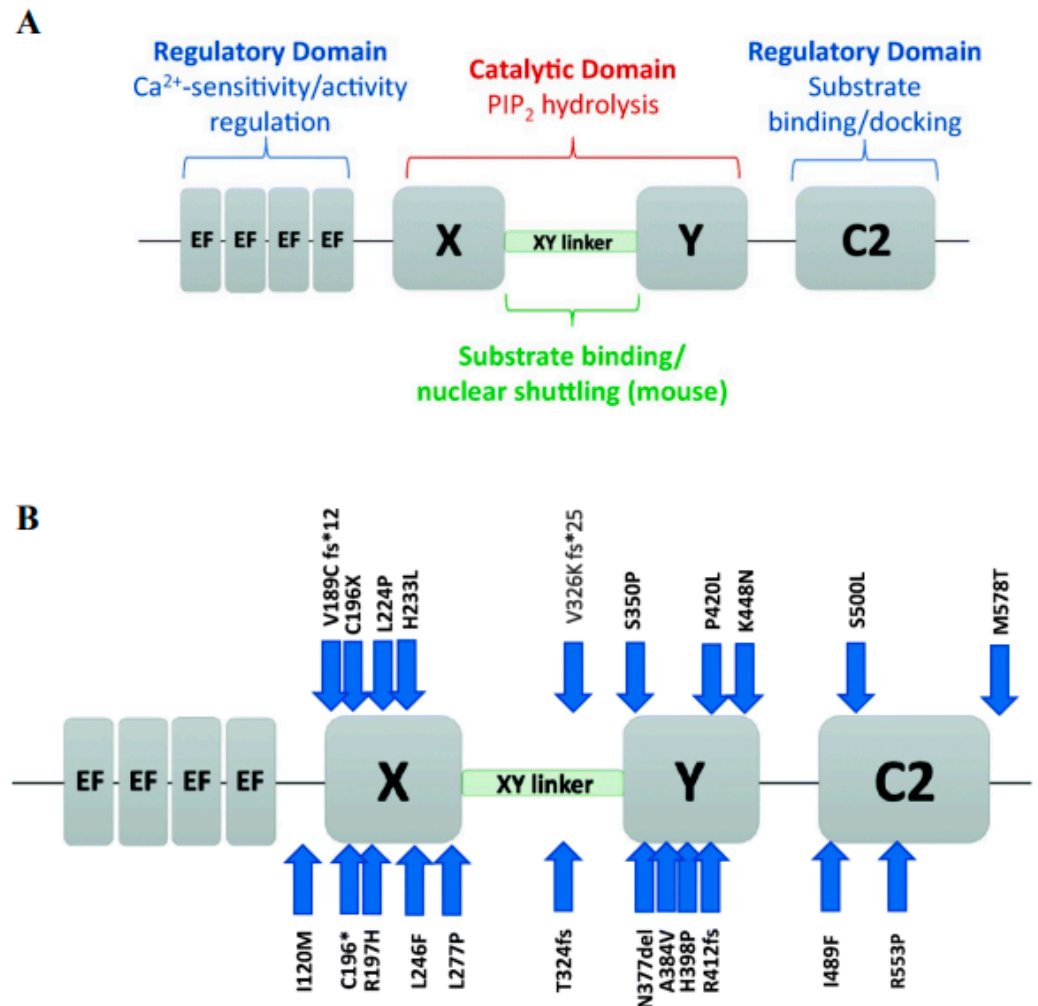 A
Regulatory Domain
Ca²⁺-sensitivity/activity
regulation
Catalytic Domain
PIP₂ hydrolysis
Regulatory Domain
Substrate
binding/docking
EF EF EF EF X XY linker Y C2
Substrate binding/
nuclear shuttling (mouse)
B
V189C fs*12
C196X
L224P
H233L
V326K fs*25
S350P
P420L
K448N
S500L
M578T
EF EF EF EF X XY linker Y C2
I120M
C196*
R197H
L246F
L277P
T324fs
N377del
A384V
H398P
R412fs
I489F
R553P